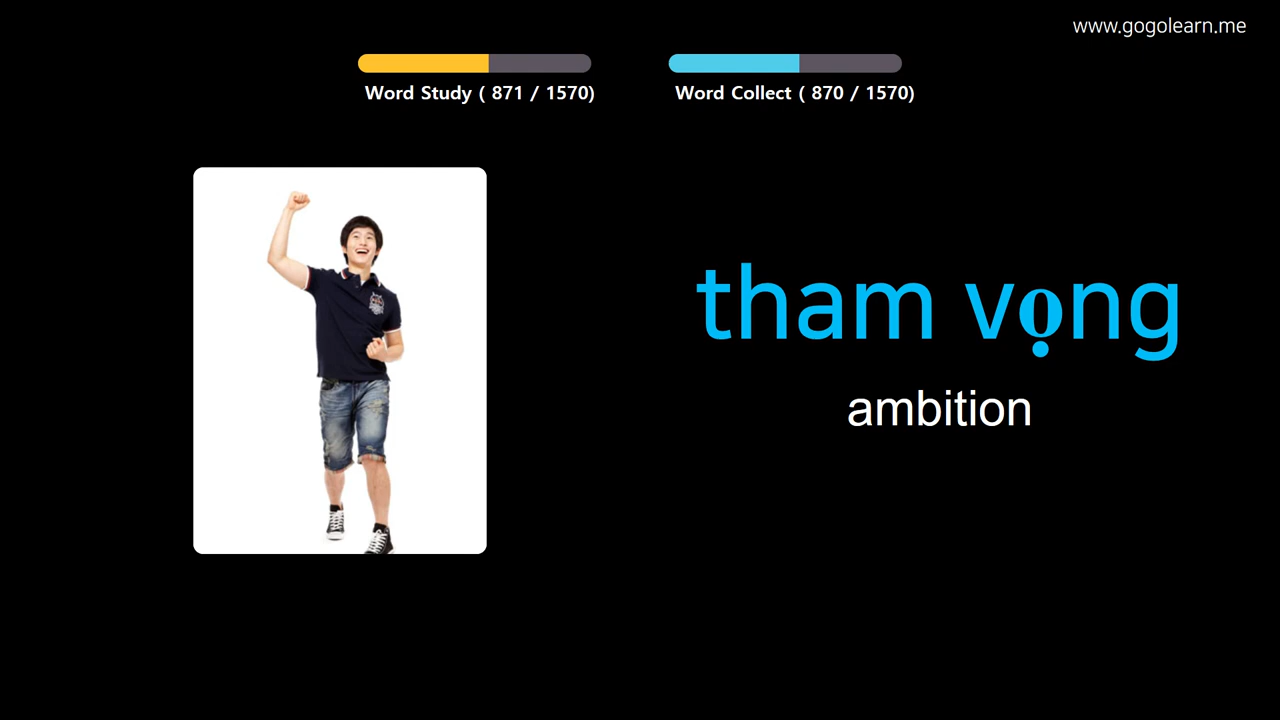 www.gogolearn.me
Word Study ( 871 / 1570)
Word Collect ( 870 / 1570)
tham vọng
ambition